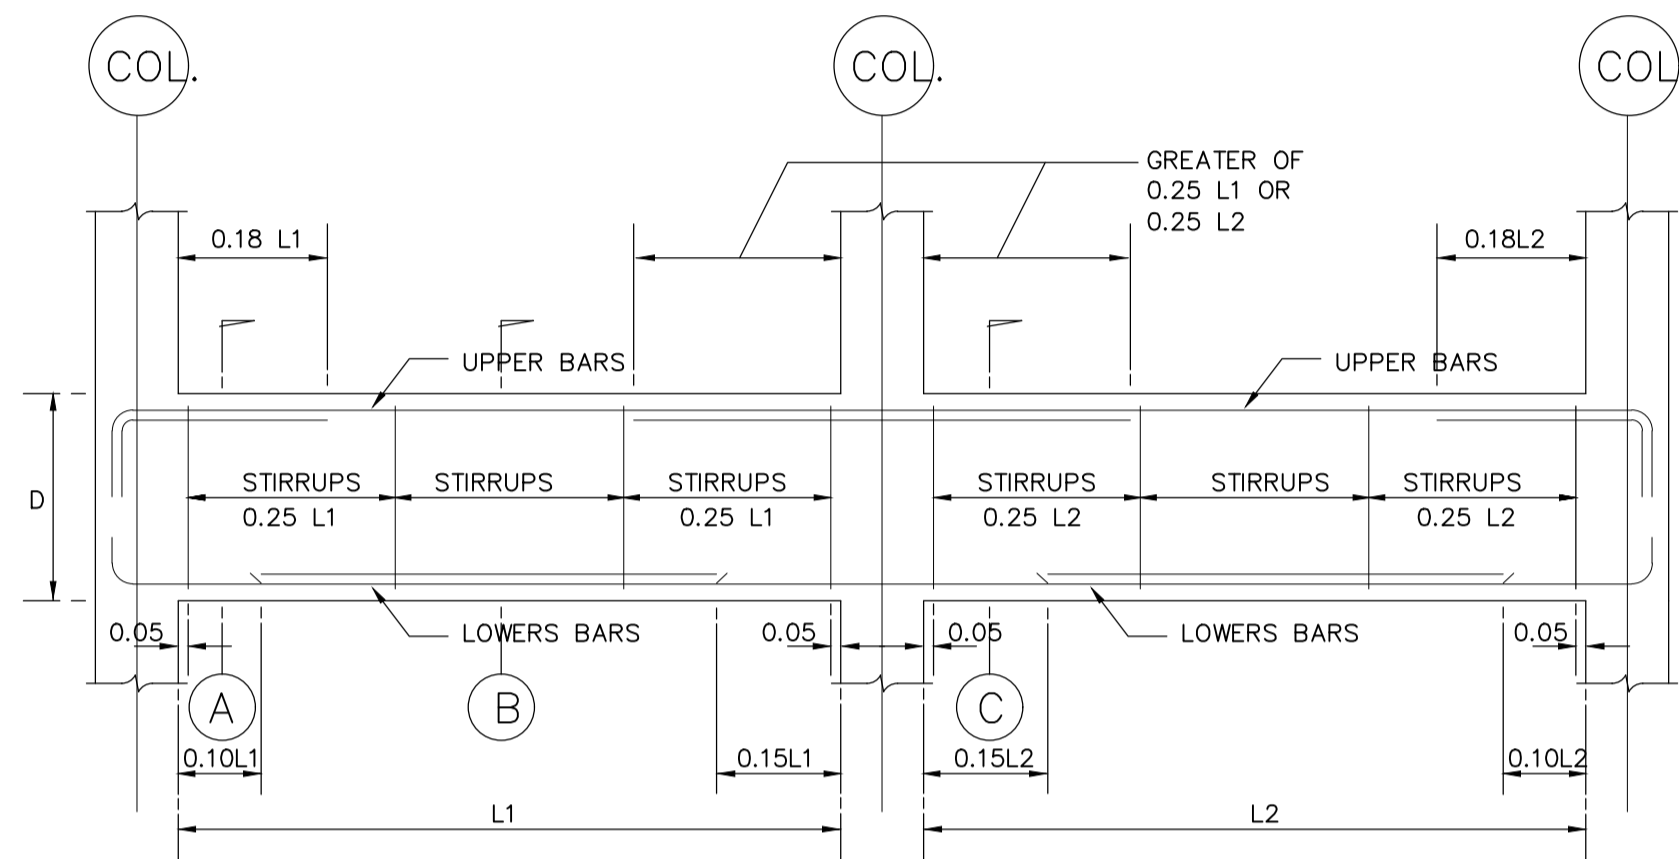 COL.
COL.
COL
GREATER OF
0.25 L1 OR
0.25 L2
0.18 L1
0.18L2
UPPER BARS
UPPER BARS
D
STIRRUPS
0.25 L1
STIRRUPS
STIRRUPS
0.25 L1
STIRRUPS
0.25 L2
STIRRUPS
STIRRUPS
0.25 L2
0.05
LOWERS BARS
0.05
0.05
LOWERS BARS
0.05
A
B
C
0.10L1
0.15L1
0.15L2
0.10L2
L1
L2